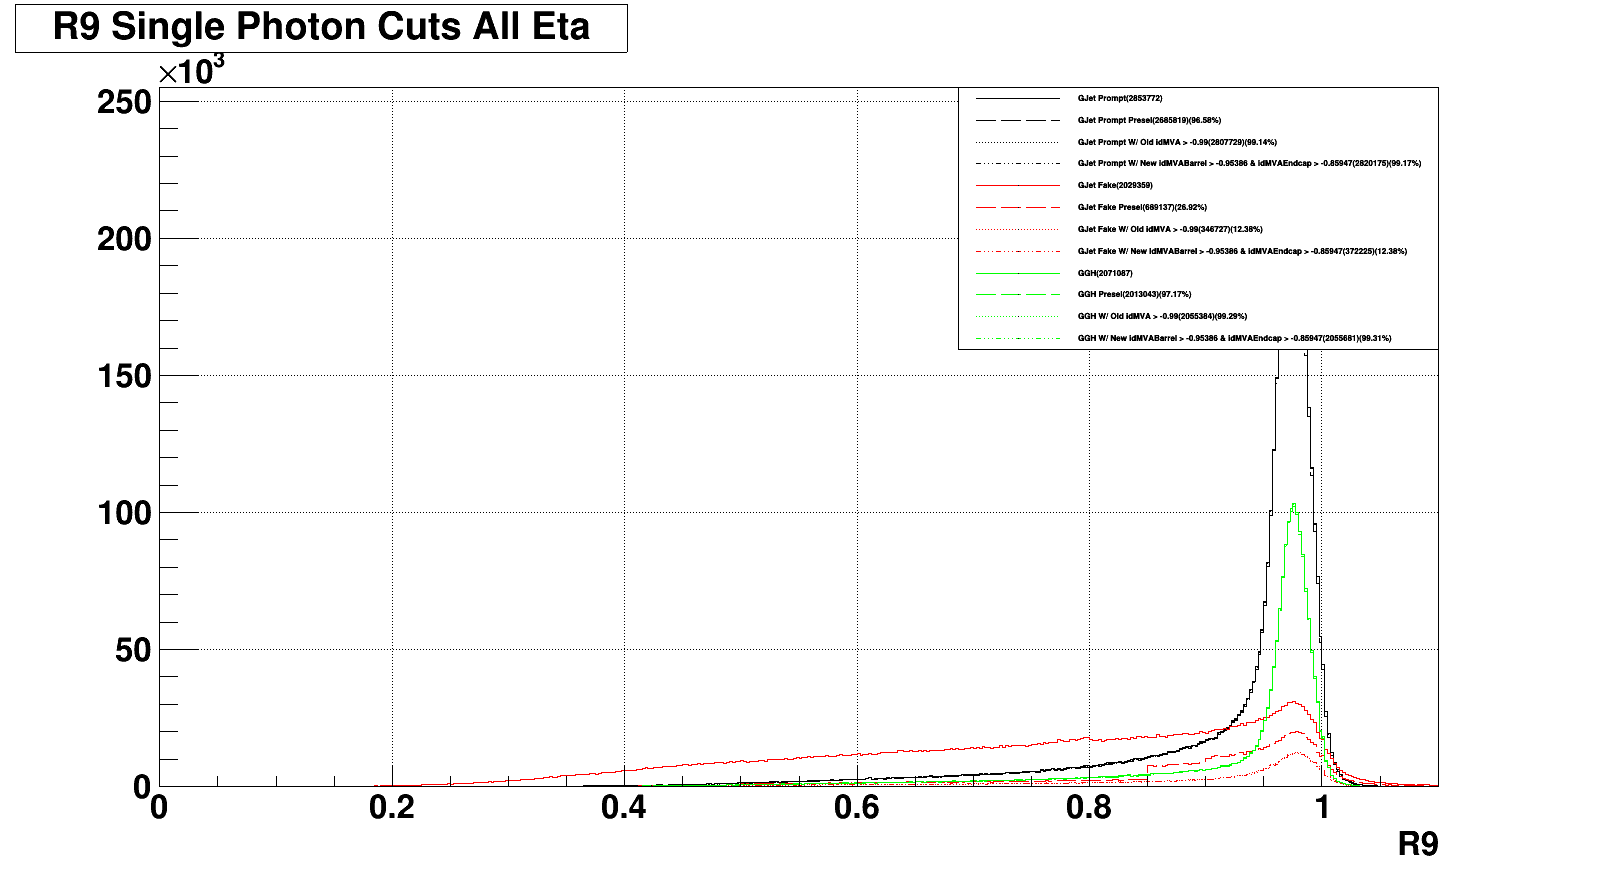 R9 Single Photon Cuts All Eta
×10³
250
200
150
100
50
0
GJet Prompt(2853772)
GJet Prompt Presel(2685819)(96.58%)
GJet Prompt W/ Old idMVA > -0.99(2807729)(99.14%)
GJet Prompt W/ New idMVABarrel > -0.95386 & idMVAEndcap > -0.85947(2820175)(99.17%)
GJet Fake(2029359)
GJet Fake Presel(689137)(26.92%)
GJet Fake W/ Old idMVA > -0.99(346727)(12.38%)
GJet Fake W/ New idMVABarrel > -0.95386 & idMVAEndcap > -0.85947(372225)(12.38%)
GGH(2071087)
GGH Presel(2013043)(97.17%)
GGH W/ Old idMVA > -0.99(2055384)(99.29%)
GGH W/ New idMVABarrel > -0.95386 & idMVAEndcap > -0.85947(2055681)(99.31%)
0 0.2 0.4 0.6 0.8 1
R9